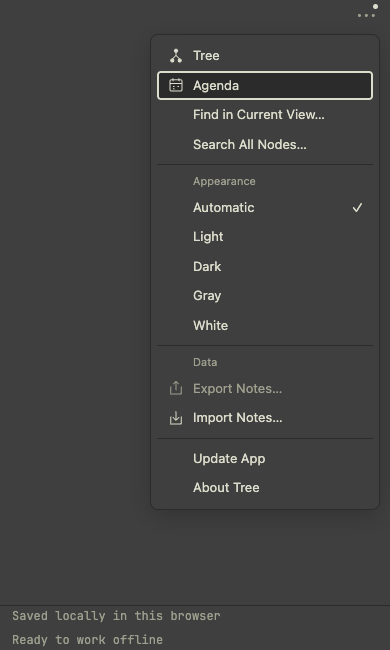 Tree
Agenda
Find in Current View...
Search All Nodes...
Appearance
Automatic
Light
Dark
Gray
White
Data
Export Notes...
Import Notes...
Update App
About Tree
Saved locally in this browser
Ready to work offline